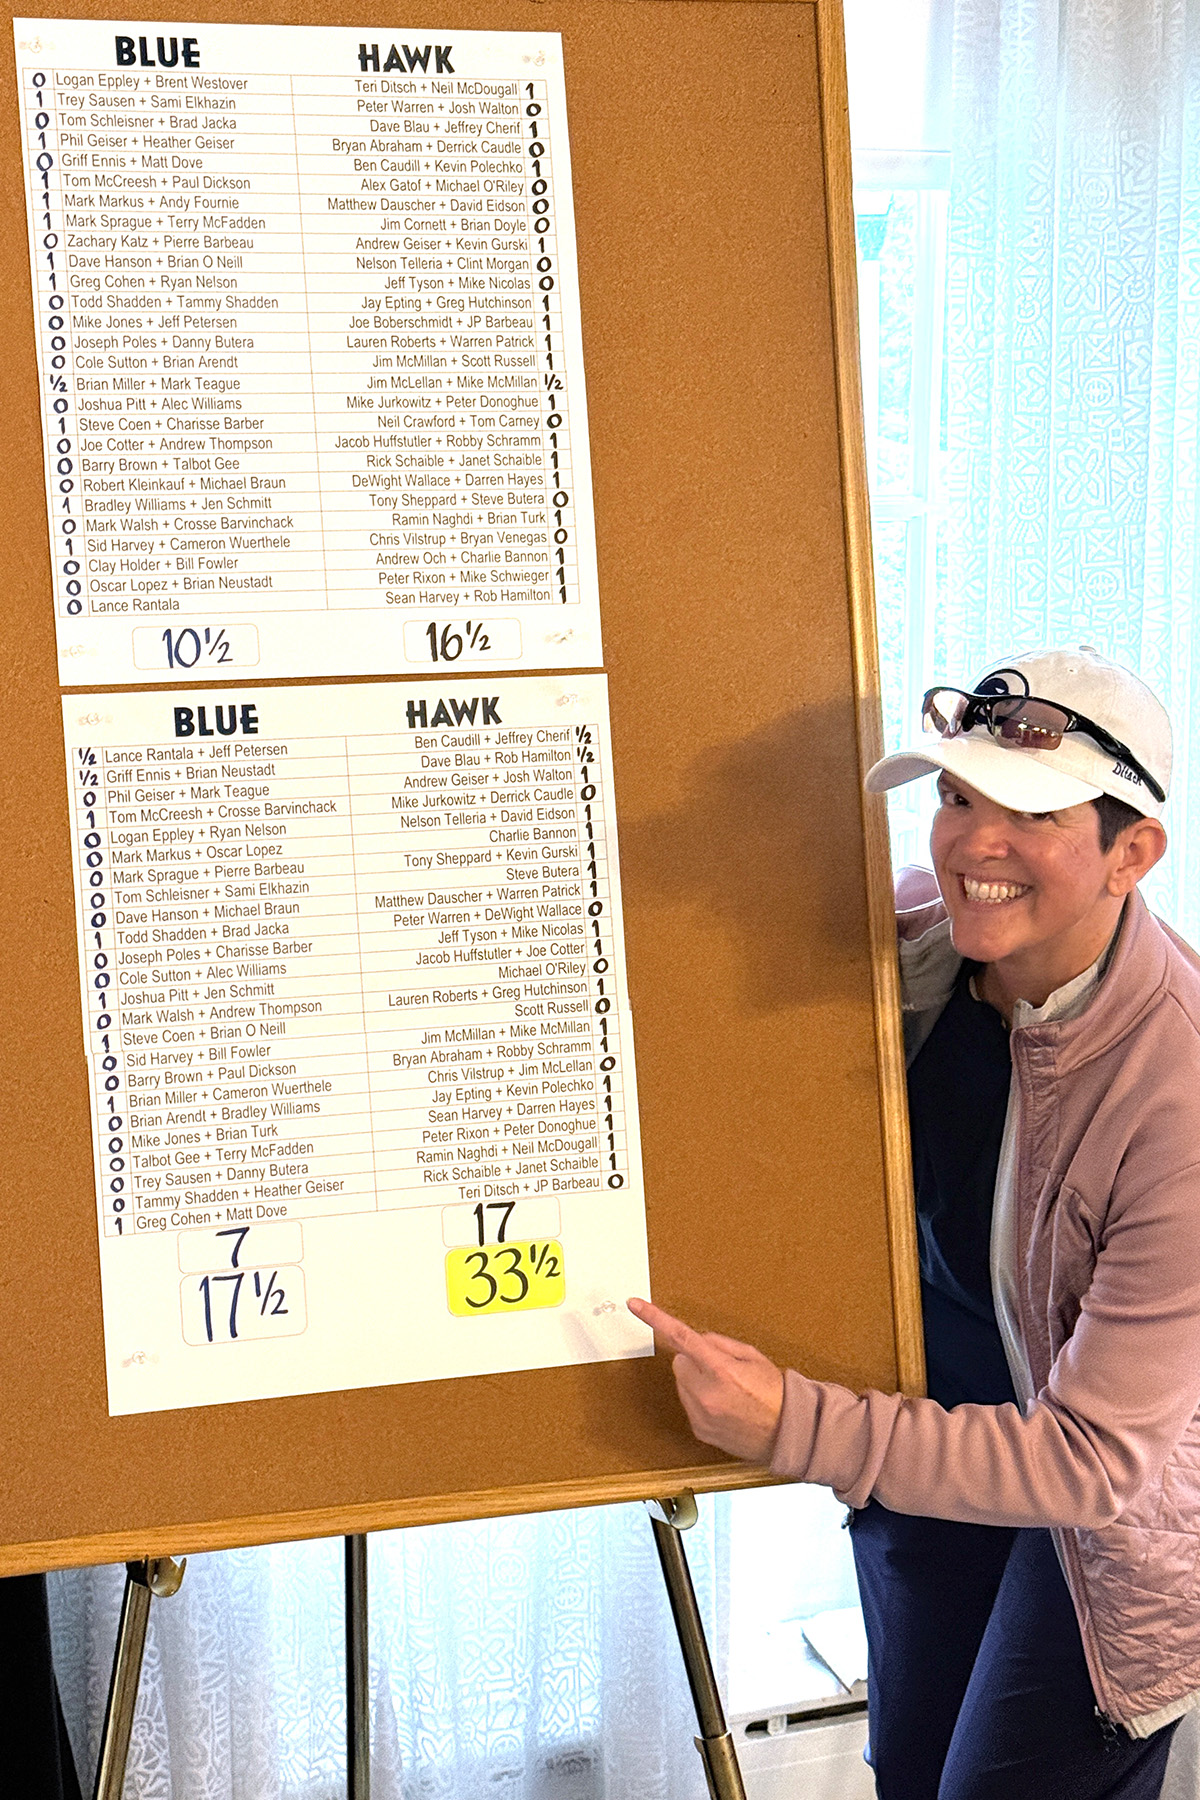 BLUE HAWK
0 Logan Eppley + Brent Westover Teri Ditsch + Neil McDougall 1
1 Trey Sausen + Sami Elkhazin Peter Warren + Josh Walton 0
0 Tom Schleisner + Brad Jacka Dave Blau + Jeffrey Cherif 1
1 Phil Geiser + Heather Geiser Bryan Abraham + Derrick Caudle 0
0 Griff Ennis + Matt Dove Ben Caudill + Kevin Polechko 1
1 Tom McCreesh + Paul Dickson Alex Gatof + Michael O'Riley 0
1 Mark Markus + Andy Fournie Matthew Dauscher + David Eidson 0
1 Mark Sprague + Terry McFadden Jim Cornett + Brian Doyle 0
0 Zachary Katz + Pierre Barbeau Andrew Geiser + Kevin Gurski 1
1 Dave Hanson + Brian O Neill Nelson Telleria + Clint Morgan 0
1 Greg Cohen + Ryan Nelson Jeff Tyson + Mike Nicolas 0
0 Todd Shadden + Tammy Shadden Jay Epting + Greg Hutchinson 1
0 Mike Jones + Jeff Petersen Joe Boberschmidt + JP Barbeau 1
0 Joseph Poles + Danny Butera Lauren Roberts + Warren Patrick 1
0 Cole Sutton + Brian Arendt Jim McMillan + Scott Russell 1
1/2 Brian Miller + Mark Teague Jim McLellan + Mike McMillan 1/2
0 Joshua Pitt + Alec Williams Mike Jurkowitz + Peter Donoghue 1
1 Steve Coen + Charisse Barber Neil Crawford + Tom Carney 0
0 Joe Cotter + Andrew Thompson Jacob Huffstutler + Robby Schramm 1
0 Barry Brown + Talbot Gee Rick Schaible + Janet Schaible 1
0 Robert Kleinkauf + Michael Braun DeWight Wallace + Darren Hayes 1
1 Bradley Williams + Jen Schmitt Tony Sheppard + Steve Butera 0
0 Mark Walsh + Crosse Barvinchack Ramin Naghdi + Brian Turk 1
1 Sid Harvey + Cameron Wuerthele Chris Vilstrup + Bryan Venegas 0
0 Clay Holder + Bill Fowler Andrew Och + Charlie Bannon 1
0 Oscar Lopez + Brian Neustadt Peter Rixon + Mike Schwieger 1
0 Lance Rantala Sean Harvey + Rob Hamilton 1
10 1/2 16 1/2
BLUE HAWK
1/2 Lance Rantala + Jeff Petersen Ben Caudill + Jeffrey Cherif 1/2
1/2 Griff Ennis + Brian Neustadt Dave Blau + Rob Hamilton 1/2
0 Phil Geiser + Mark Teague Andrew Geiser + Josh Walton 1
1 Tom McCreesh + Crosse Barvinchack Mike Jurkowitz + Derrick Caudle 0
0 Logan Eppley + Ryan Nelson Nelson Telleria + David Eidson 1
0 Mark Markus + Oscar Lopez Charlie Bannon 1
0 Mark Sprague + Pierre Barbeau Tony Sheppard + Kevin Gurski 1
0 Tom Schleisner + Sami Elkhazin Steve Butera 1
0 Dave Hanson + Michael Braun Matthew Dauscher + Warren Patrick 1
1 Todd Shadden + Brad Jacka Peter Warren + DeWight Wallace 0
0 Joseph Poles + Charisse Barber Jeff Tyson + Mike Nicolas 1
0 Cole Sutton + Alec Williams Jacob Huffstutler + Joe Cotter 1
1 Joshua Pitt + Jen Schmitt Michael O'Riley 0
0 Mark Walsh + Andrew Thompson Lauren Roberts + Greg Hutchinson 1
1 Steve Coen + Brian O Neill Scott Russell 0
0 Sid Harvey + Bill Fowler Jim McMillan + Mike McMillan 1
0 Barry Brown + Paul Dickson Bryan Abraham + Robby Schramm 1
1 Brian Miller + Cameron Wuerthele Chris Vilstrup + Jim McLellan 0
0 Brian Arendt + Bradley Williams Jay Epting + Kevin Polechko 1
0 Mike Jones + Brian Turk Sean Harvey + Darren Hayes 1
0 Talbot Gee + Terry McFadden Peter Rixon + Peter Donoghue 1
0 Trey Sausen + Danny Butera Ramin Naghdi + Neil McDougall 1
0 Tammy Shadden + Heather Geiser Rick Schaible + Janet Schaible 1
1 Greg Cohen + Matt Dove Teri Ditsch + JP Barbeau 0
7 17
17 1/2 33 1/2